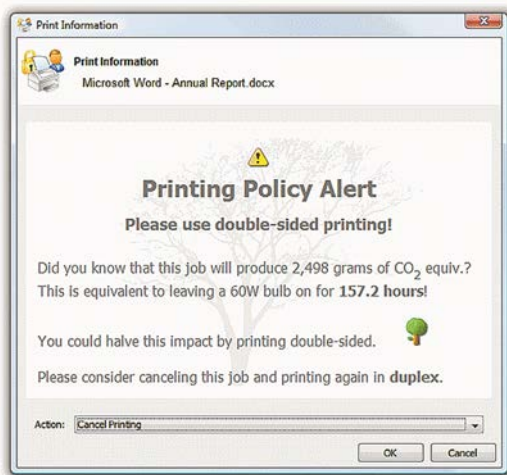 Print Information
Print Information
Microsoft Word - Annual Report.docx
Printing Policy Alert
Please use double-sided printing!
Did you know that this job will produce 2,498 grams of CO₂ equiv.?
This is equivalent to leaving a 60W bulb on for 157.2 hours!
You could halve this impact by printing double-sided.
Please consider canceling this job and printing again in duplex.
Action: Cancel Printing
OK Cancel